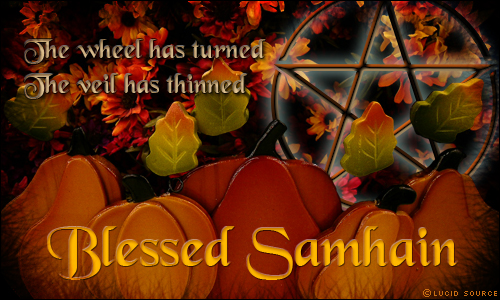 The wheel has turned
The veil has thinned
Blessed Samhain
© LUCID SOURCE